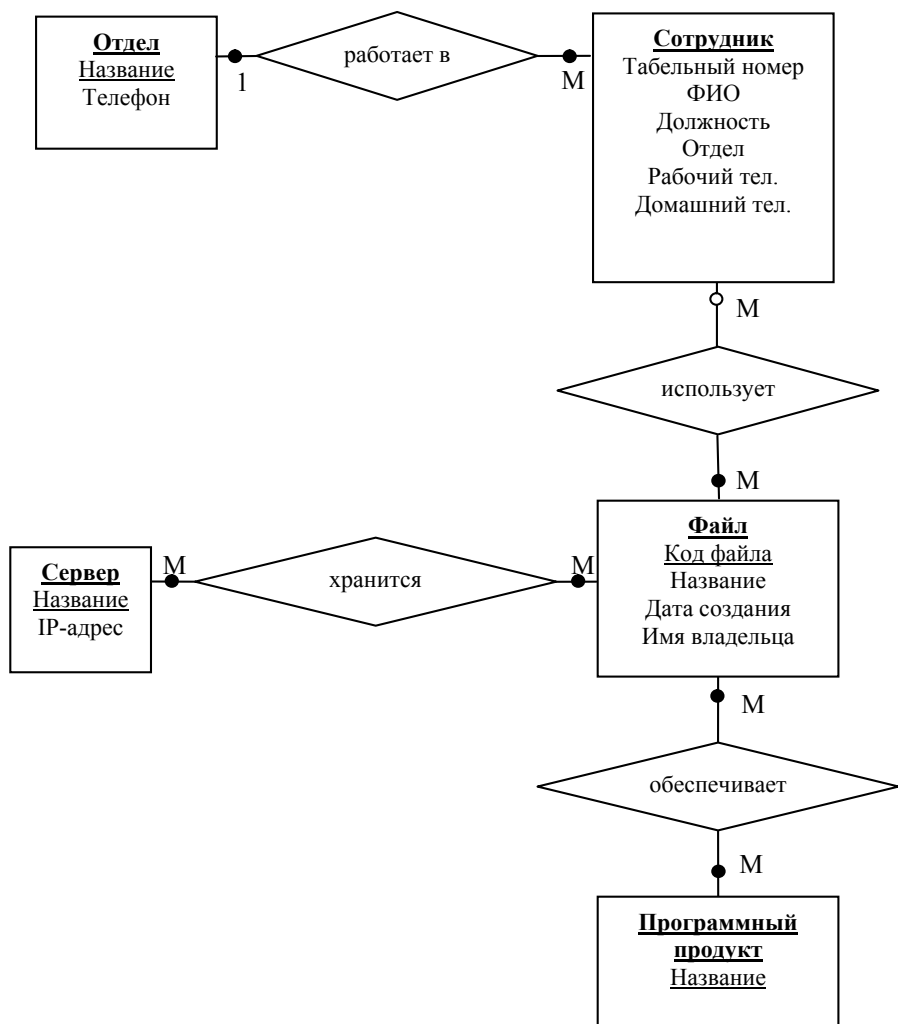 Отдел
Название
Телефон
1
работает в
М
Сотрудник
Табельный номер
ФИО
Должность
Отдел
Рабочий тел.
Домашний тел.
М
использует
М
Сервер
Название
IP-адрес
М
хранится
М
Файл
Код файла
Название
Дата создания
Имя владельца
М
обеспечивает
М
Программный
продукт
Название